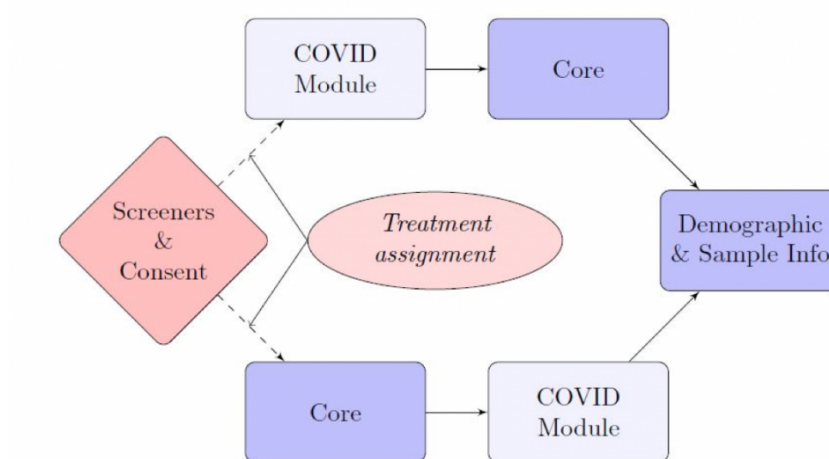 COVID
Module
Core
Screeners
&
Consent
Treatment
assignment
Demographic
& Sample Info
Core
COVID
Module